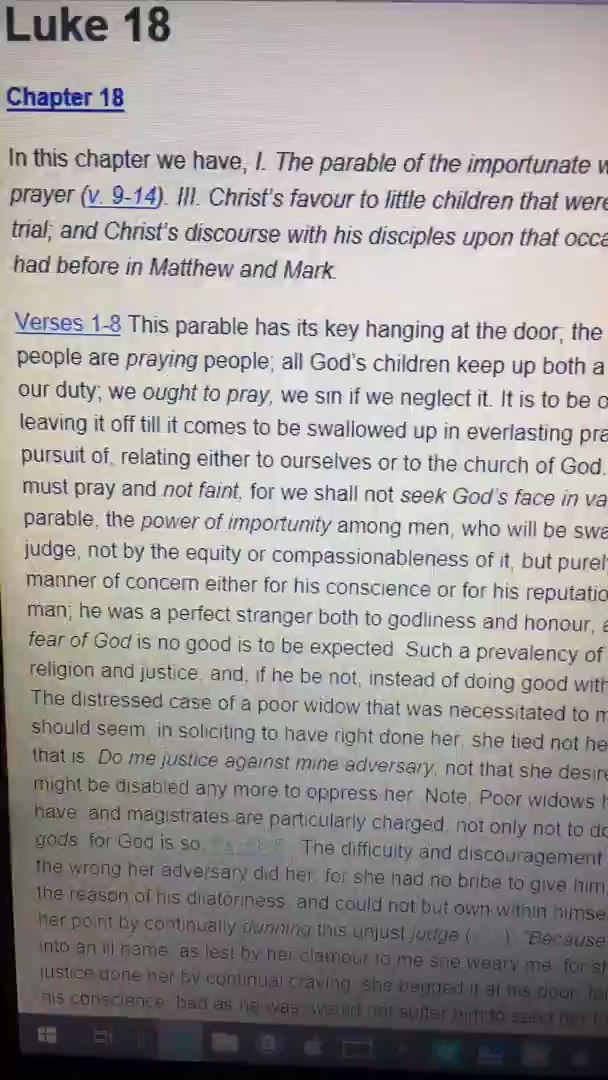 Luke 18
Chapter 18
In this chapter we have, I. The parable of the importunate w
prayer (v. 9-14). III. Christ's favour to little children that were
trial; and Christ's discourse with his disciples upon that occa
had before in Matthew and Mark.
Verses 1-8 This parable has its key hanging at the door; the
people are praying people; all God's children keep up both a
our duty; we ought to pray, we sin if we neglect it. It is to be o
leaving it off till it comes to be swallowed up in everlasting pra
pursuit of, relating either to ourselves or to the church of God.
must pray and not faint, for we shall not seek God's face in va
parable, the power of importunity among men, who will be swa
judge, not by the equity or compassionableness of it, but purel
manner of concern either for his conscience or for his reputatio
man; he was a perfect stranger both to godliness and honour, a
fear of God is no good is to be expected. Such a prevalency of
religion and justice, and, if he be not, instead of doing good with
The distressed case of a poor widow that was necessitated to m
should seem, in soliciting to have right done her, she tied not he
that is, Do me justice against mine adversary; not that she desire
might be disabled any more to oppress her. Note, Poor widows h
have, and magistrates are particularly charged, not only not to do
gods, for God is so, The difficulty and discouragement
the wrong her adversary did her; for she had no bribe to give him,
the reason of his dilatoriness, and could not but own within himse
her point by continually dunning this unjust judge ( ): "Because
into an ill name, as lest by her clamour to me she weary me; for sh
justice done her by continual craving; she begged it at his door, fo
his conscience, bad as he was, would not suffer him to send her